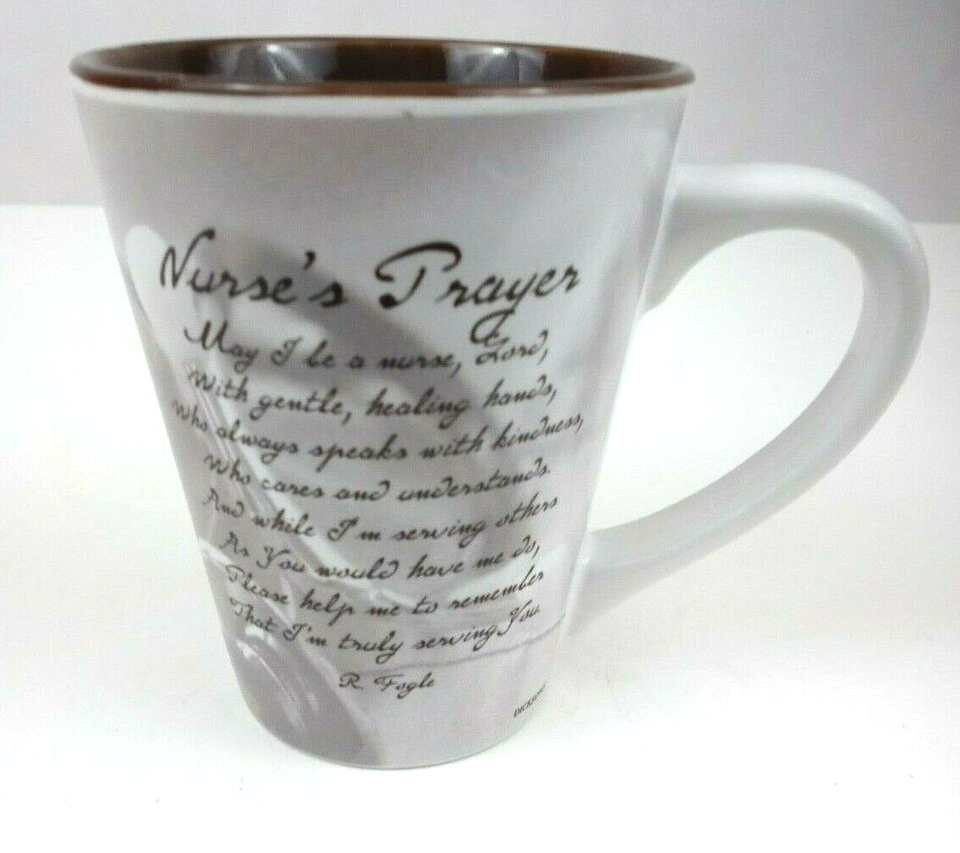 Nurse's Prayer
May I be a nurse, Lord,
With gentle, healing hands,
Who always speaks with kindness,
Who cares and understands.
And while I'm serving others
As You would have me do,
Please help me to remember
That I'm truly serving You.
R. Fogle